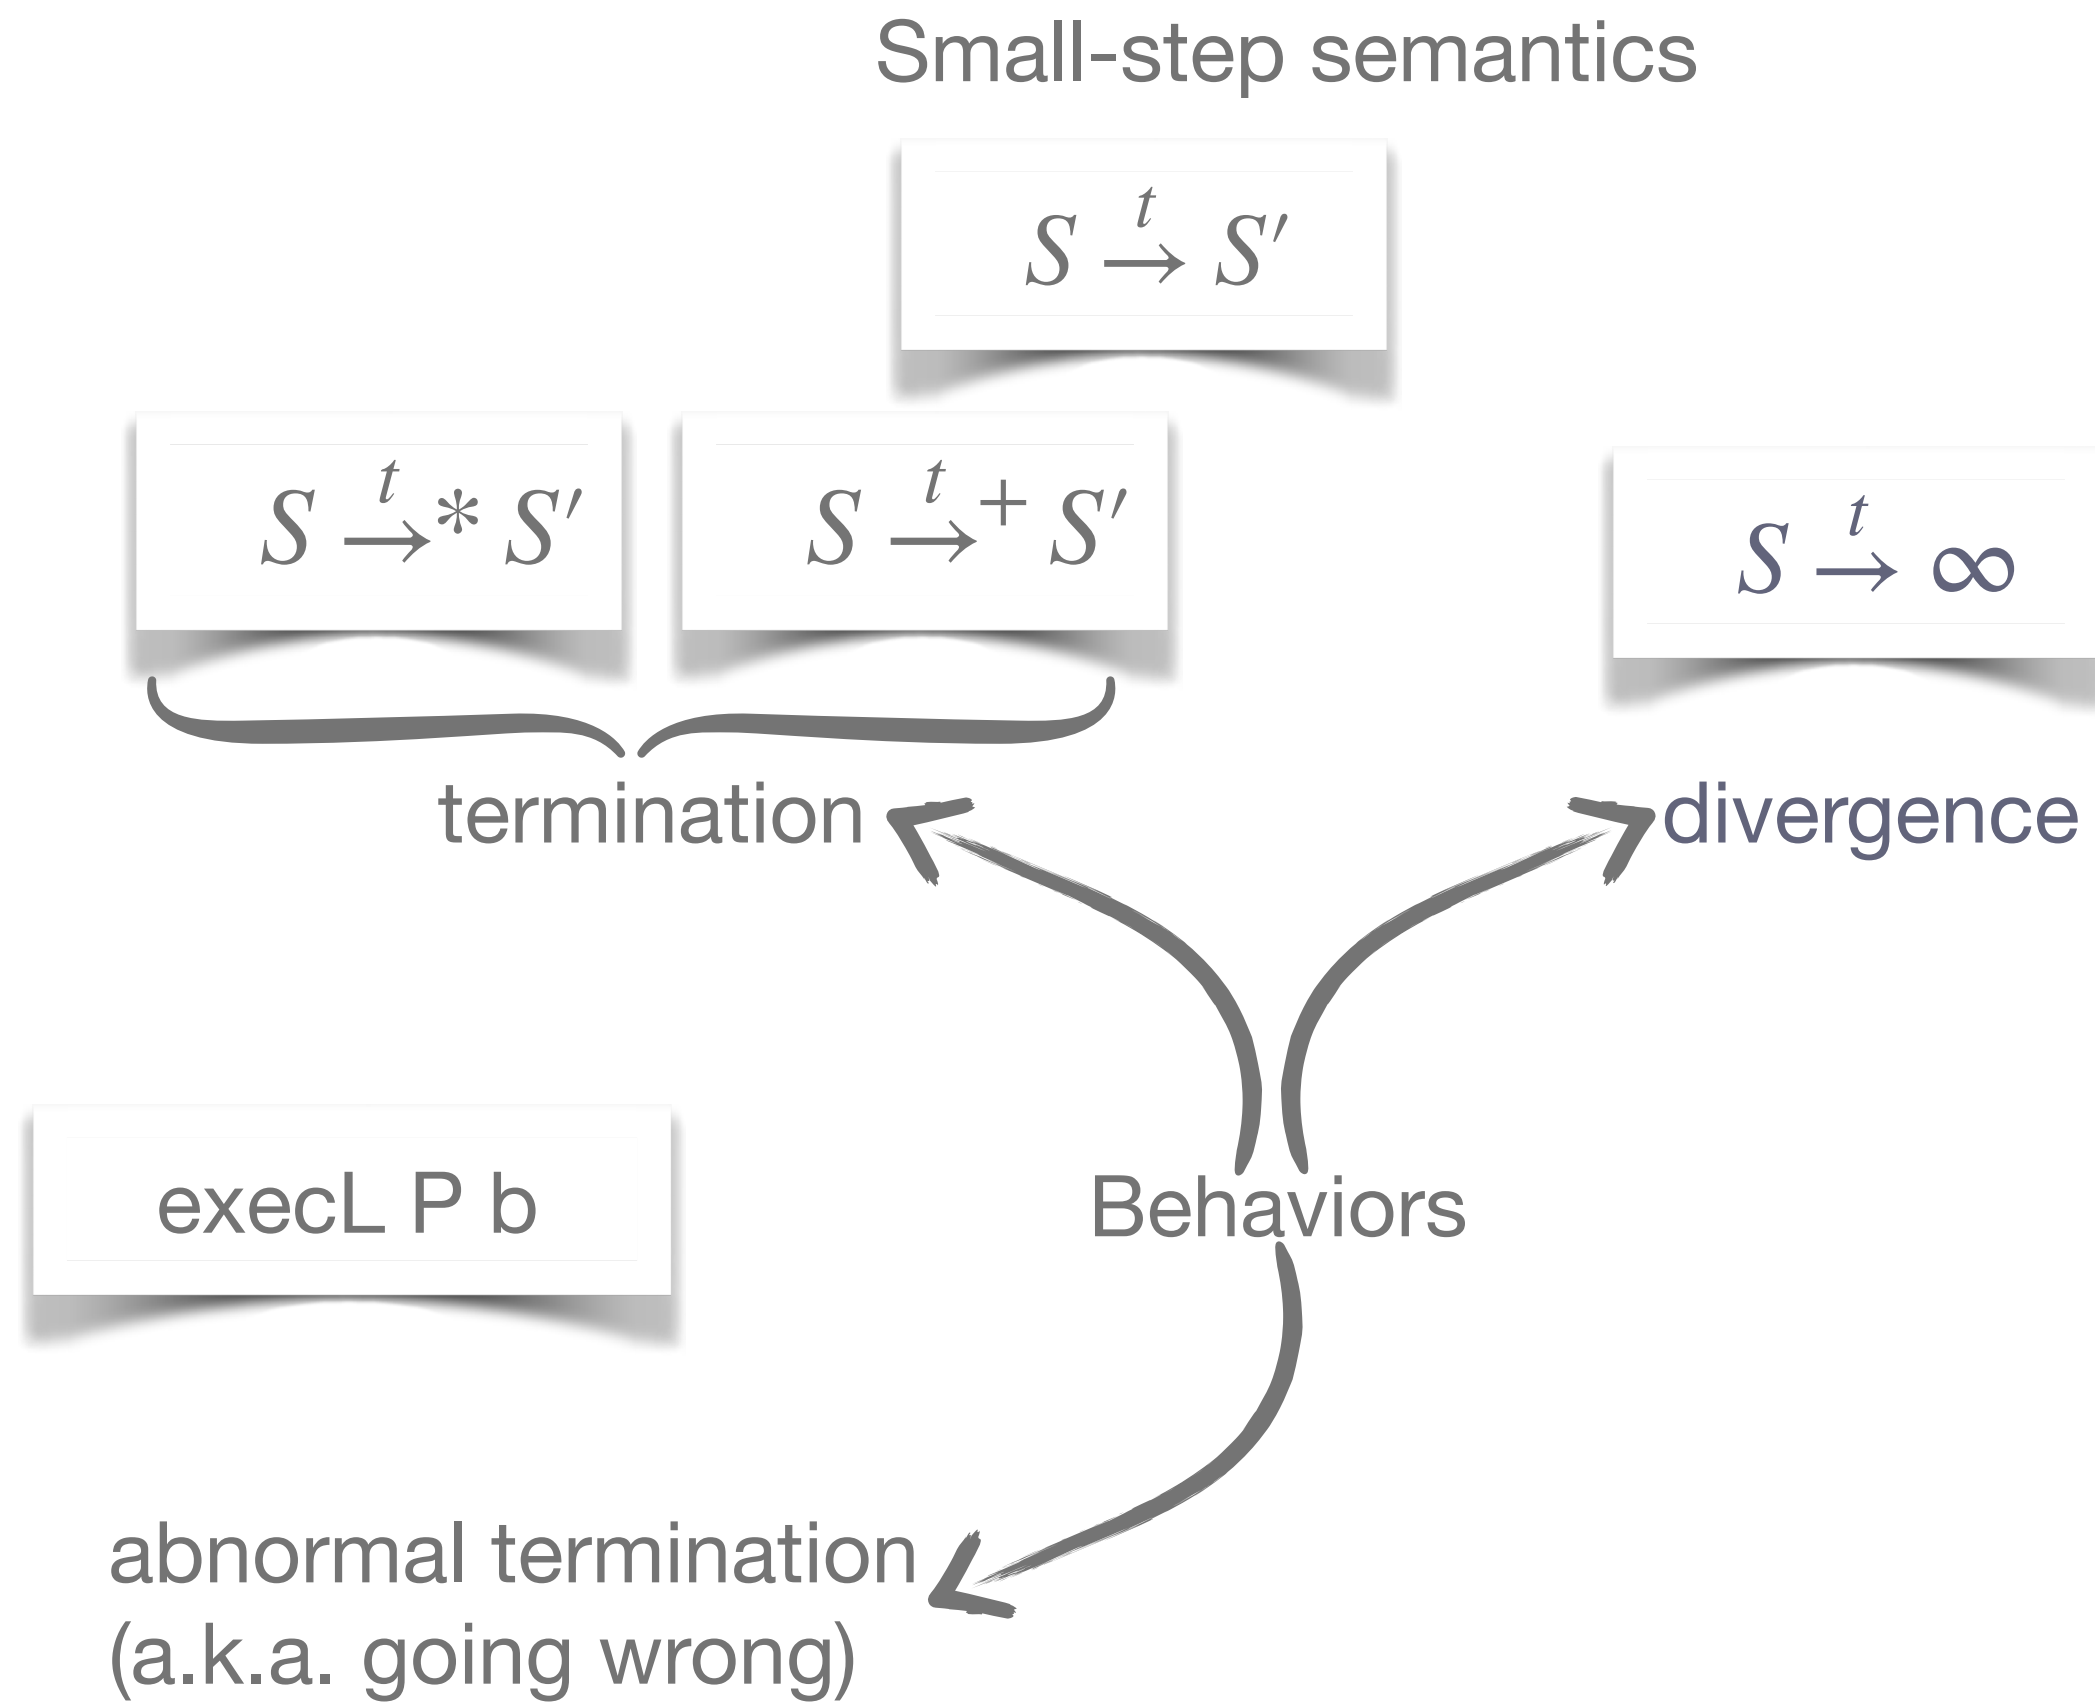 Small-step semantics
S →ᵗ S′
S →ᵗ* S′
S →ᵗ+ S′
S →ᵗ ∞
termination
divergence
execL P b
Behaviors
abnormal termination
(a.k.a. going wrong)